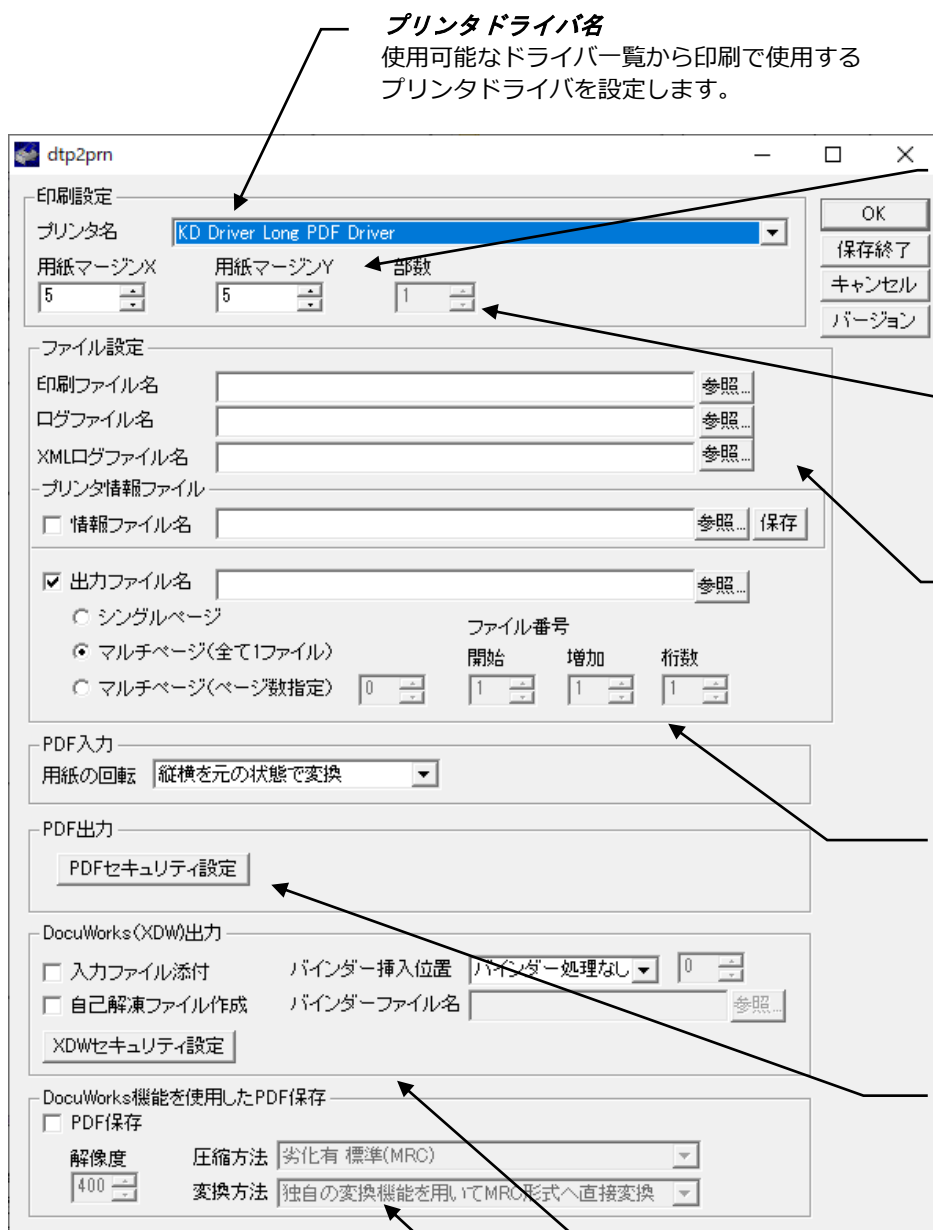 プリンタドライバ名
使用可能なドライバ一覧から印刷で使用する
プリンタドライバを設定します。
dtp2prn
印刷設定
プリンタ名 KD Driver Long PDF Driver
用紙マージンX 用紙マージンY 部数
5 5 1
OK
保存終了
キャンセル
バージョン
ファイル設定
印刷ファイル名 参照...
ログファイル名 参照...
XMLログファイル名 参照...
プリンタ情報ファイル
情報ファイル名 参照... 保存
出力ファイル名 参照...
シングルページ
ファイル番号
マルチページ(全て1ファイル) 開始 増加 桁数
マルチページ(ページ数指定) 0 1 1 1
PDF入力
用紙の回転 縦横を元の状態で変換
PDF出力
PDFセキュリティ設定
DocuWorks(XDW)出力
入力ファイル添付 バインダー挿入位置 バインダー処理なし 0
自己解凍ファイル作成 バインダーファイル名 参照...
XDWセキュリティ設定
DocuWorks機能を使用したPDF保存
PDF保存
解像度 圧縮方法 劣化有 標準(MRC)
400 変換方法 独自の変換機能を用いてMRC形式へ直接変換